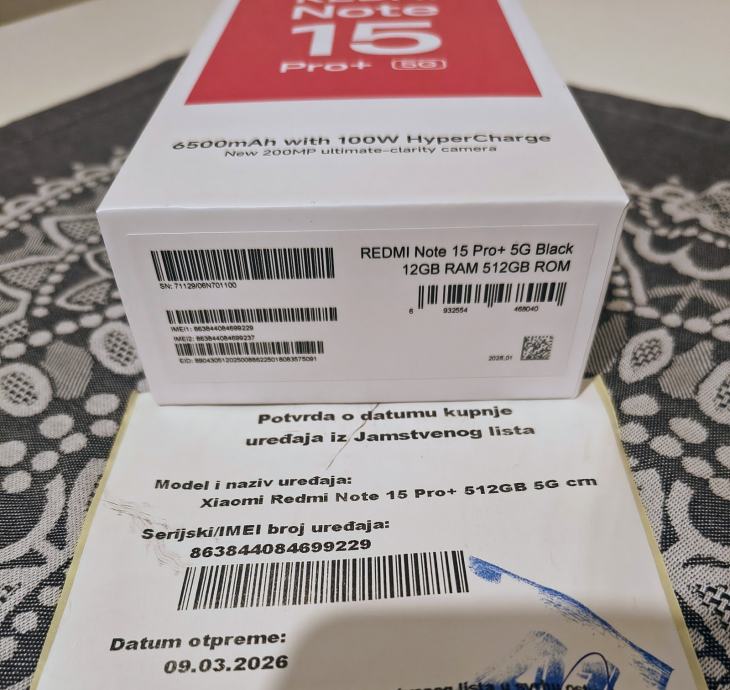 Note
15
Pro+ 5G
6500mAh with 100W HyperCharge
New 200MP ultimate-clarity camera
REDMI Note 15 Pro+ 5G Black
12GB RAM 512GB ROM
SN: 71129/06N701100
6 932554 468040
IMEI1: 863844084699229
IMEI2: 863844084699237
2026.01
Potvrda o datumu kupnje
uređaja iz Jamstvenog lista
Model i naziv uređaja:
Xiaomi Redmi Note 15 Pro+ 512GB 5G crn
Serijski/IMEI broj uređaja:
863844084699229
Datum otpreme:
09.03.2026
lista u